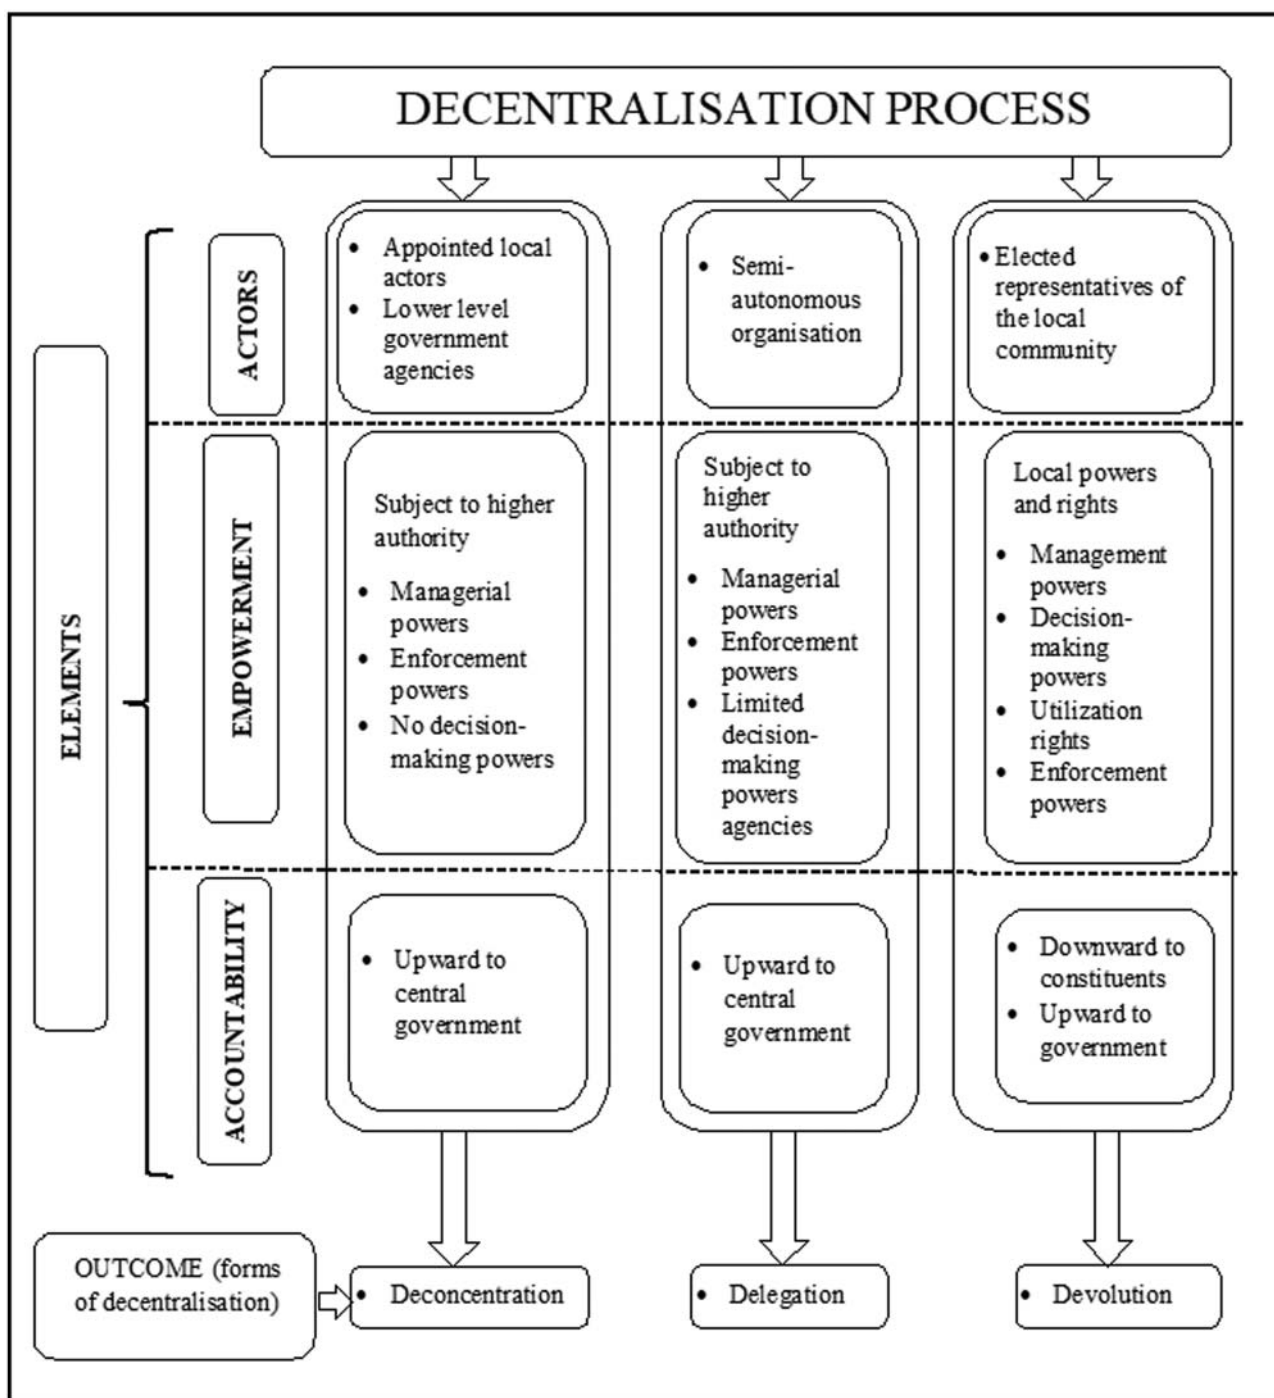 DECENTRALISATION PROCESS
ELEMENTS
ACTORS
• Appointed local
actors
• Lower level
government
agencies
• Semi-
autonomous
organisation
• Elected
representatives of
the local
community
EMPOWERMENT
Subject to higher
authority
• Managerial
powers
• Enforcement
powers
• No decision-
making powers
Subject to
higher
authority
• Managerial
powers
• Enforcement
powers
• Limited
decision-
making
powers
agencies
Local powers
and rights
• Management
powers
• Decision-
making
powers
• Utilization
rights
• Enforcement
powers
ACCOUNTABILITY
• Upward to
central
government
• Upward to
central
government
• Downward to
constituents
• Upward to
government
OUTCOME (forms
of decentralisation)
• Deconcentration
• Delegation
• Devolution